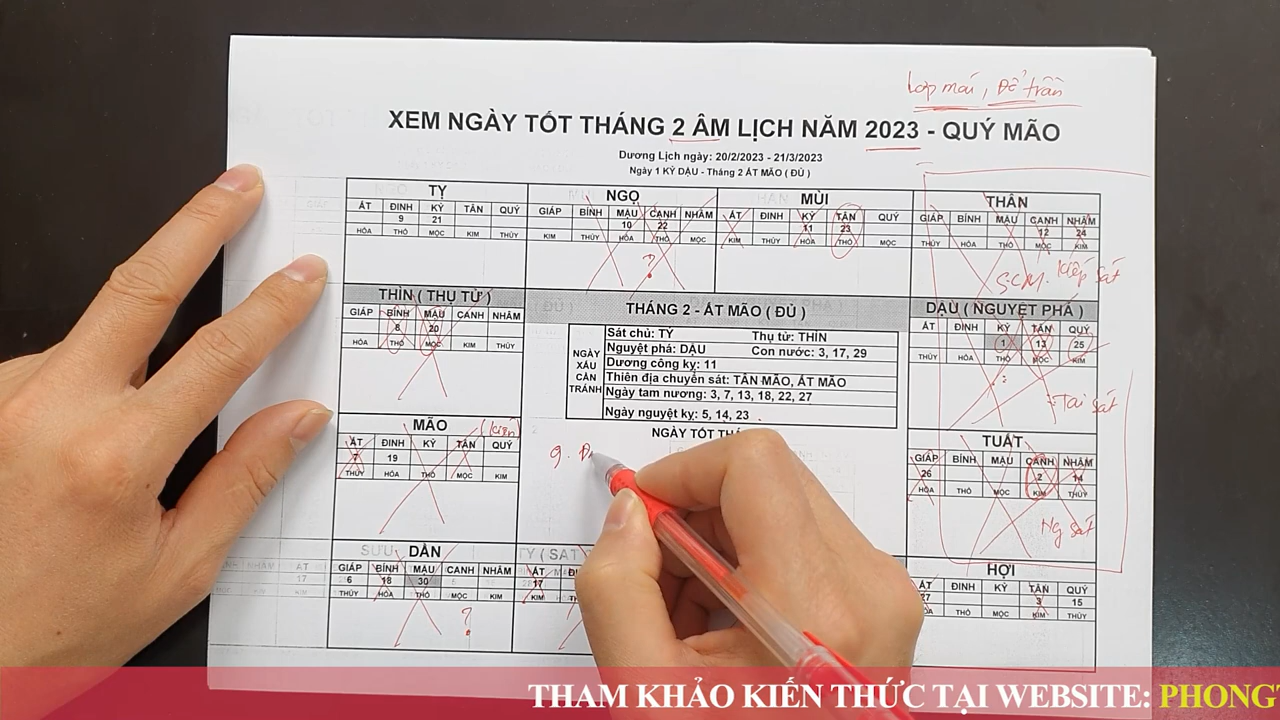 Lợp mái, Đổ trần
XEM NGÀY TỐT THÁNG 2 ÂM LỊCH NĂM 2023 - QUÝ MÃO
Dương Lịch ngày: 20/2/2023 - 21/3/2023
Ngày 1 KỶ DẬU - Tháng 2 ẤT MÃO ( ĐỦ )
TỴ
ẤT ĐINH KỶ TÂN QUÝ
9 21
HỎA THỔ MỘC KIM THỦY
NGỌ
GIÁP BÍNH MẬU CANH NHÂM
10 22
KIM THỦY HỎA THỔ MỘC
?
MÙI
ẤT ĐINH KỶ TÂN QUÝ
11 23
KIM THỦY HỎA THỔ MỘC
THÂN
GIÁP BÍNH MẬU CANH NHÂM
12 24
THỦY HỎA THỔ MỘC KIM
SCM. Kiếp sát
THÌN ( THỤ TỬ )
GIÁP BÍNH MẬU CANH NHÂM
8 20
HỎA THỔ MỘC KIM THỦY
THÁNG 2 - ẤT MÃO ( ĐỦ )
NGÀY XẤU CẦN TRÁNH
Sát chủ: TÝ Thụ tử: THÌN
Nguyệt phá: DẬU Con nước: 3, 17, 29
Dương công kỵ: 11
Thiên địa chuyển sát: TÂN MÃO, ẤT MÃO
Ngày tam nương: 3, 7, 13, 18, 22, 27
Ngày nguyệt kỵ: 5, 14, 23
DẬU ( NGUYỆT PHÁ )
ẤT ĐINH KỶ TÂN QUÝ
1 13 25
THỦY HỎA THỔ MỘC KIM
Tai sát
MÃO (kiến)
ẤT ĐINH KỶ TÂN QUÝ
7 19
THỦY HỎA THỔ MỘC KIM
NGÀY TỐT
9. Đ
TUẤT
GIÁP BÍNH MẬU CANH NHÂM
26 2 14
HỎA THỔ MỘC KIM THỦY
Ng sát
SỬU DẦN
GIÁP BÍNH MẬU CANH NHÂM
6 18 30
THỦY HỎA THỔ MỘC KIM
?
TÝ ( SÁT
ẤT
17
KIM
HỢI
ẤT ĐINH KỶ TÂN QUÝ
27 3 15
THỔ KIM THỦY
THAM KHẢO KIẾN THỨC TẠI WEBSITE: PHONGT